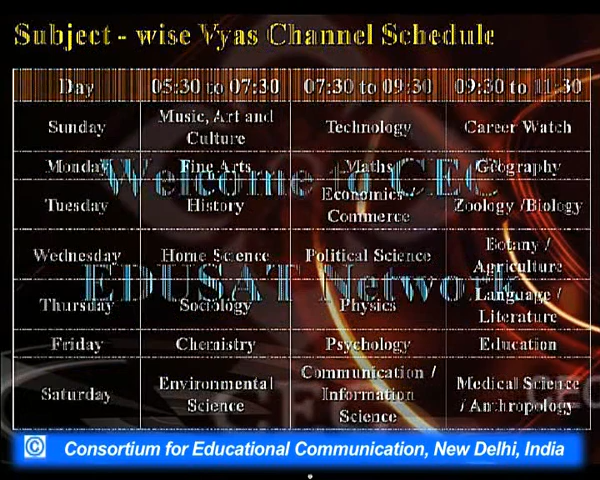 Subject - wise Vyas Channel Schedule
Day 05:30 to 07:30 07:30 to 09:30 09:30 to 11:30
Sunday Music, Art and Culture Technology Career Watch
Monday Fine Arts Maths Geography
Tuesday History Economics Commerce Zoology /Biology
Wednesday Home Science Political Science Botany / Agriculture
Thursday Sociology Physics Language / Literature
Friday Chemistry Psychology Education
Saturday Environmental Science Communication / Information Science Medical Science / Anthropology
Welcome to CEC
EDUSAT Network
© Consortium for Educational Communication, New Delhi, India